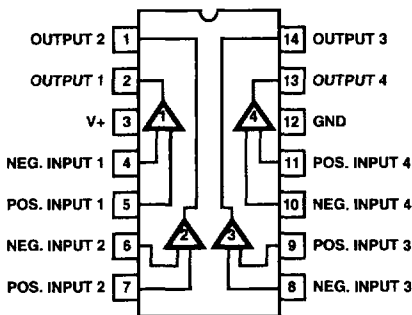 OUTPUT 2 1 14 OUTPUT 3
OUTPUT 1 2 13 OUTPUT 4
V+ 3 1 4 12 GND
NEG. INPUT 1 4 11 POS. INPUT 4
POS. INPUT 1 5 10 NEG. INPUT 4
NEG. INPUT 2 6 2 3 9 POS. INPUT 3
POS. INPUT 2 7 8 NEG. INPUT 3